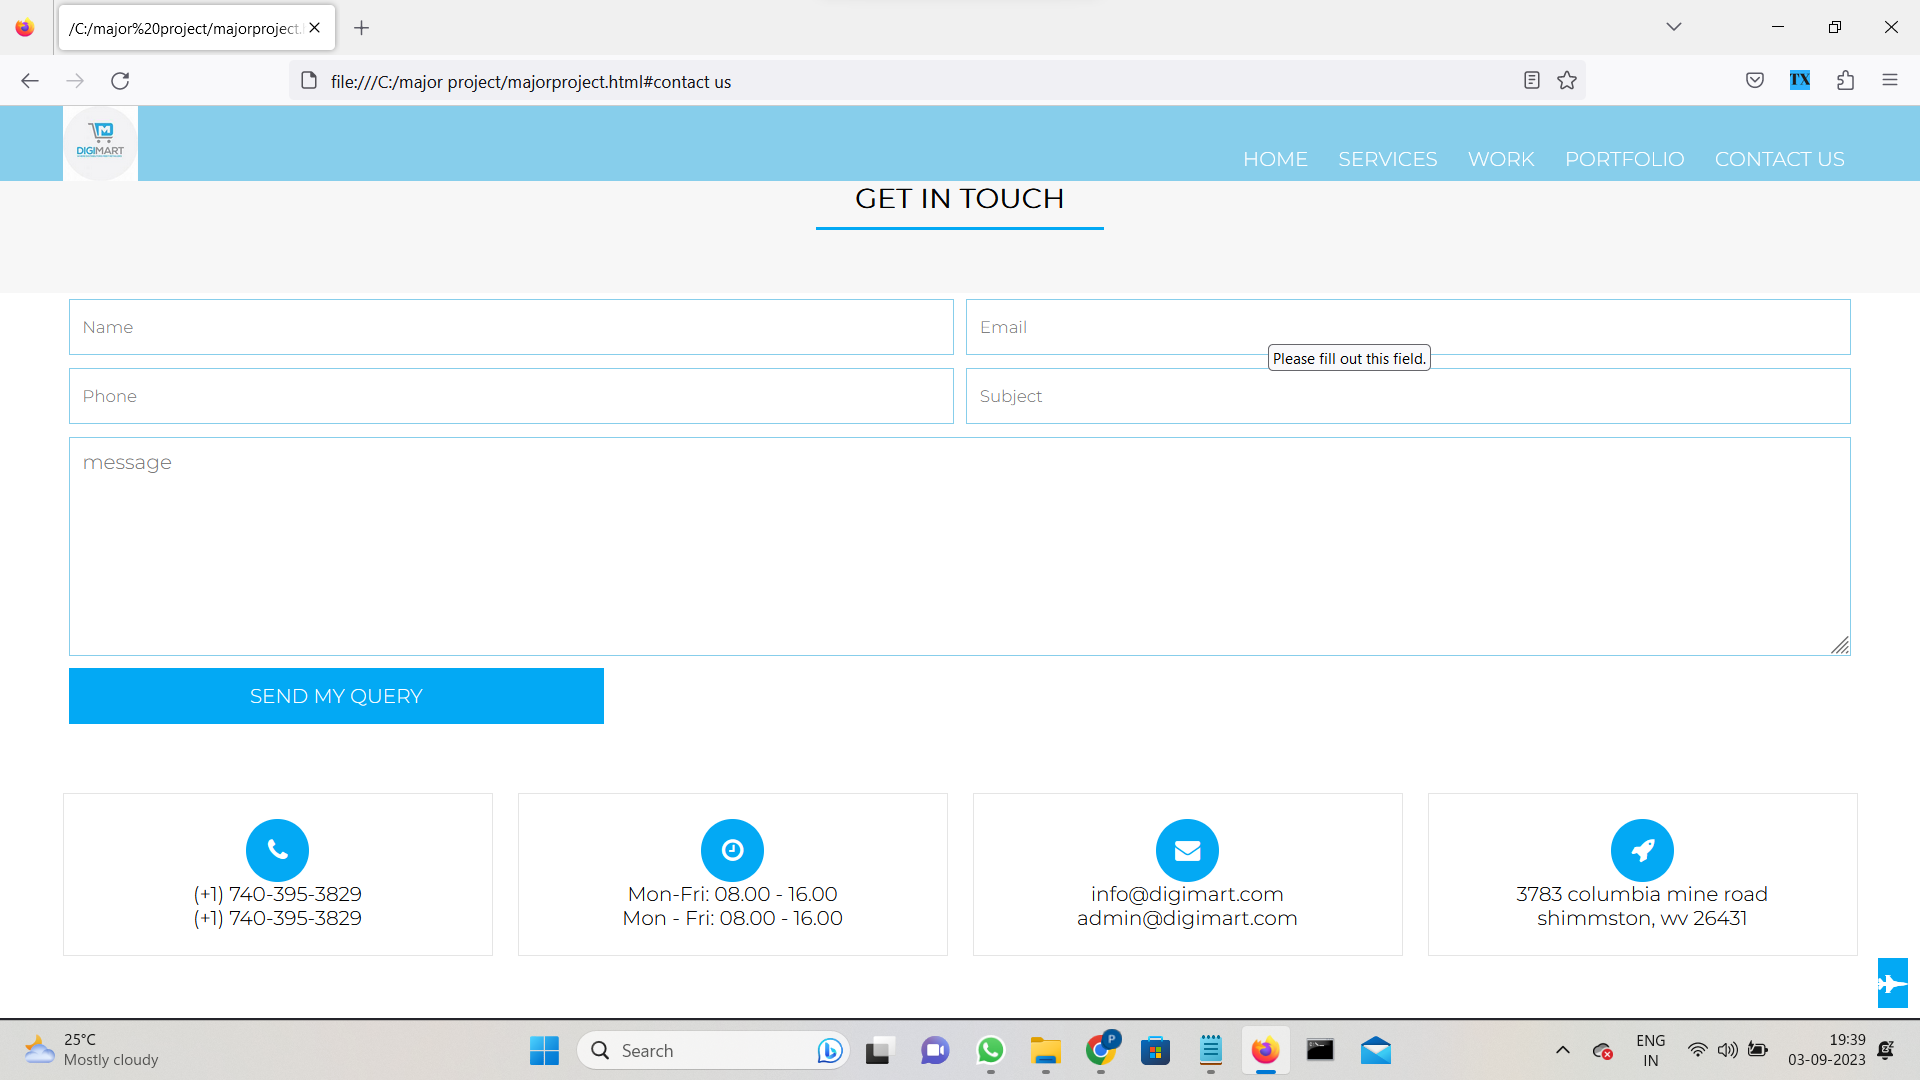 /C:/major%20project/majorproject.
file:///C:/major project/majorproject.html#contact us
TX
M
DIGIMART
HOME SERVICES WORK PORTFOLIO CONTACT US
GET IN TOUCH
Name
Email
Please fill out this field.
Phone
Subject
message
SEND MY QUERY
(+1) 740-395-3829
(+1) 740-395-3829
Mon-Fri: 08.00 - 16.00
Mon - Fri: 08.00 - 16.00
info@digimart.com
admin@digimart.com
3783 columbia mine road
shimmston, wv 26431
25°C
Mostly cloudy
Search
P
ENG
IN
19:39
03-09-2023